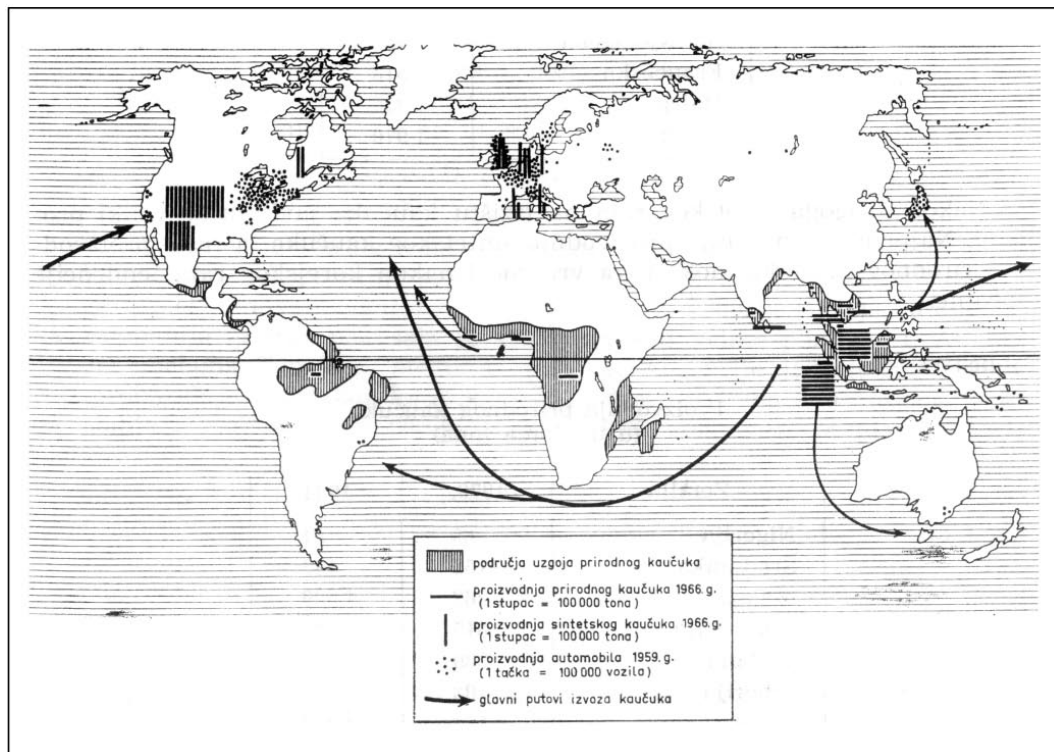 područja uzgoja prirodnog kaučuka
proizvodnja prirodnog kaučuka 1966. g.
(1 stupac = 100 000 tona)
proizvodnja sintetskog kaučuka 1966. g.
(1 stupac = 100 000 tona)
proizvodnja automobila 1959. g.
(1 tačka = 100 000 vozila)
glavni putovi izvoza kaučuka